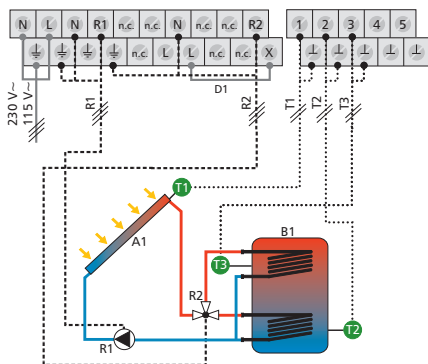 N L N R1 n.c. n.c. N n.c. n.c. R2
n.c. L L n.c. n.c. X
1 2 3 4 5
D1
230 V~
115 V~
R1
R2
T1
T2
T3
T1
A1
B1
T3
R2
T2
R1